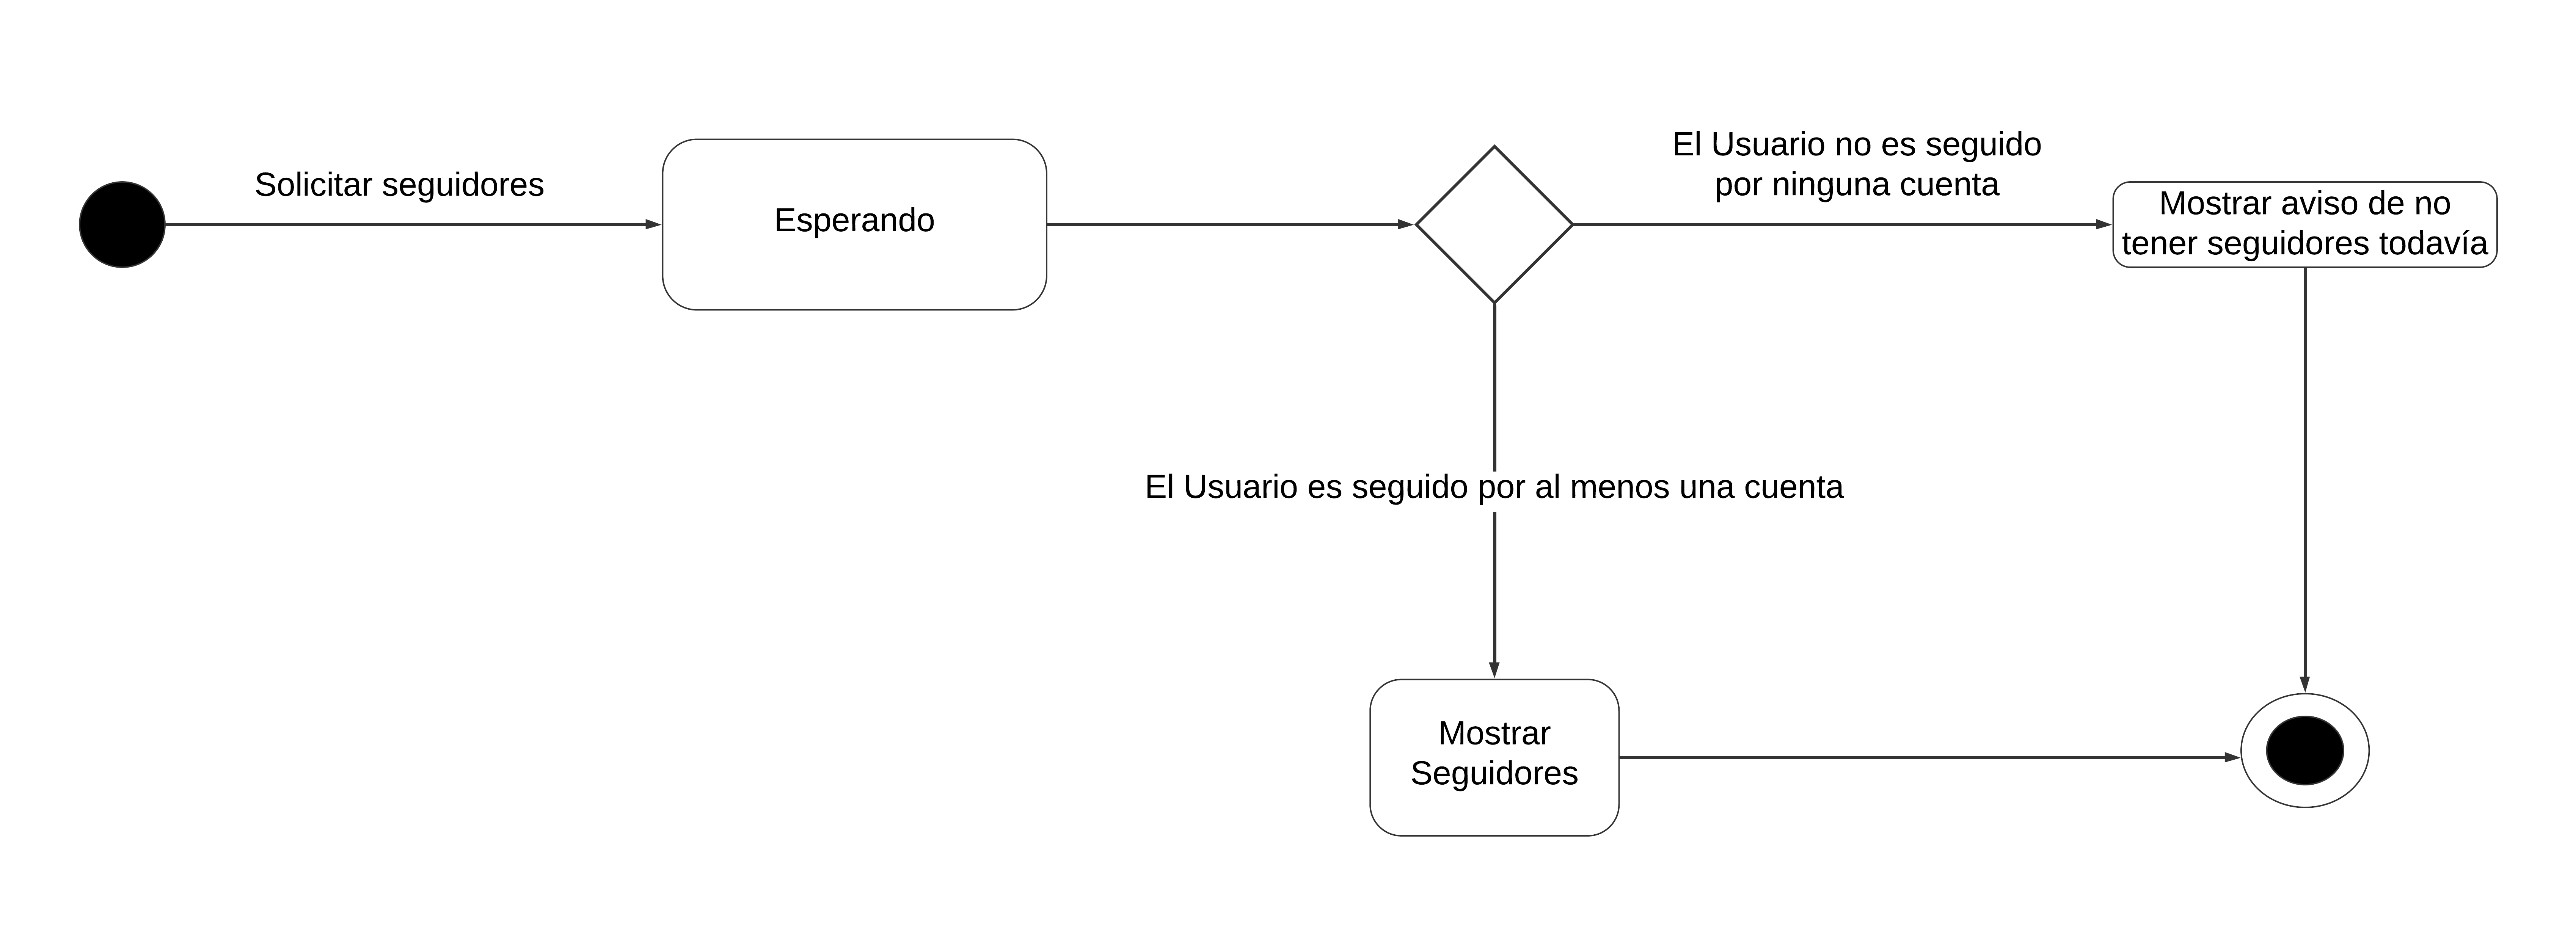 Solicitar seguidores
Esperando
El Usuario no es seguido
por ninguna cuenta
Mostrar aviso de no
tener seguidores todavía
El Usuario es seguido por al menos una cuenta
Mostrar
Seguidores